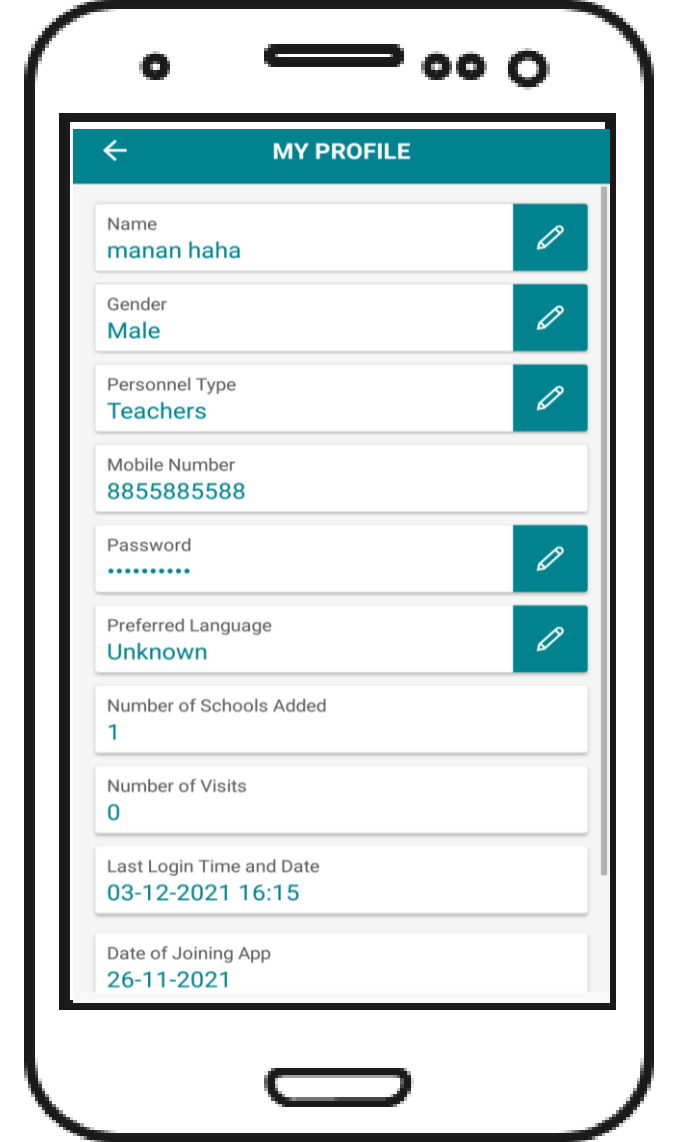 MY PROFILE
Name
manan haha
Gender
Male
Personnel Type
Teachers
Mobile Number
8855885588
Password
••••••••••
Preferred Language
Unknown
Number of Schools Added
1
Number of Visits
0
Last Login Time and Date
03-12-2021 16:15
Date of Joining App
26-11-2021